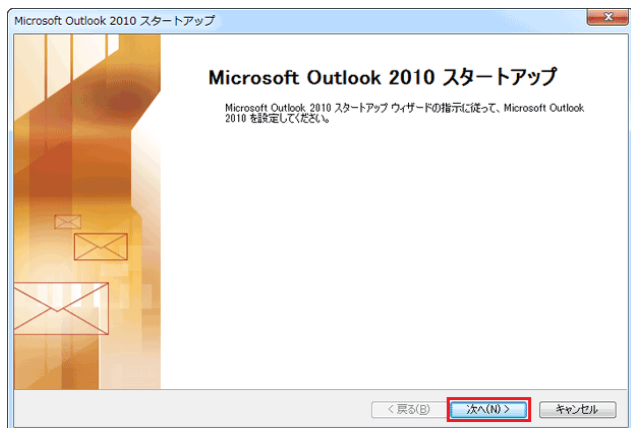 Microsoft Outlook 2010 スタートアップ
Microsoft Outlook 2010 スタートアップ
Microsoft Outlook 2010 スタートアップ ウィザードの指示に従って、Microsoft Outlook
2010 を設定してください。
< 戻る(B)
次へ(N) >
キャンセル